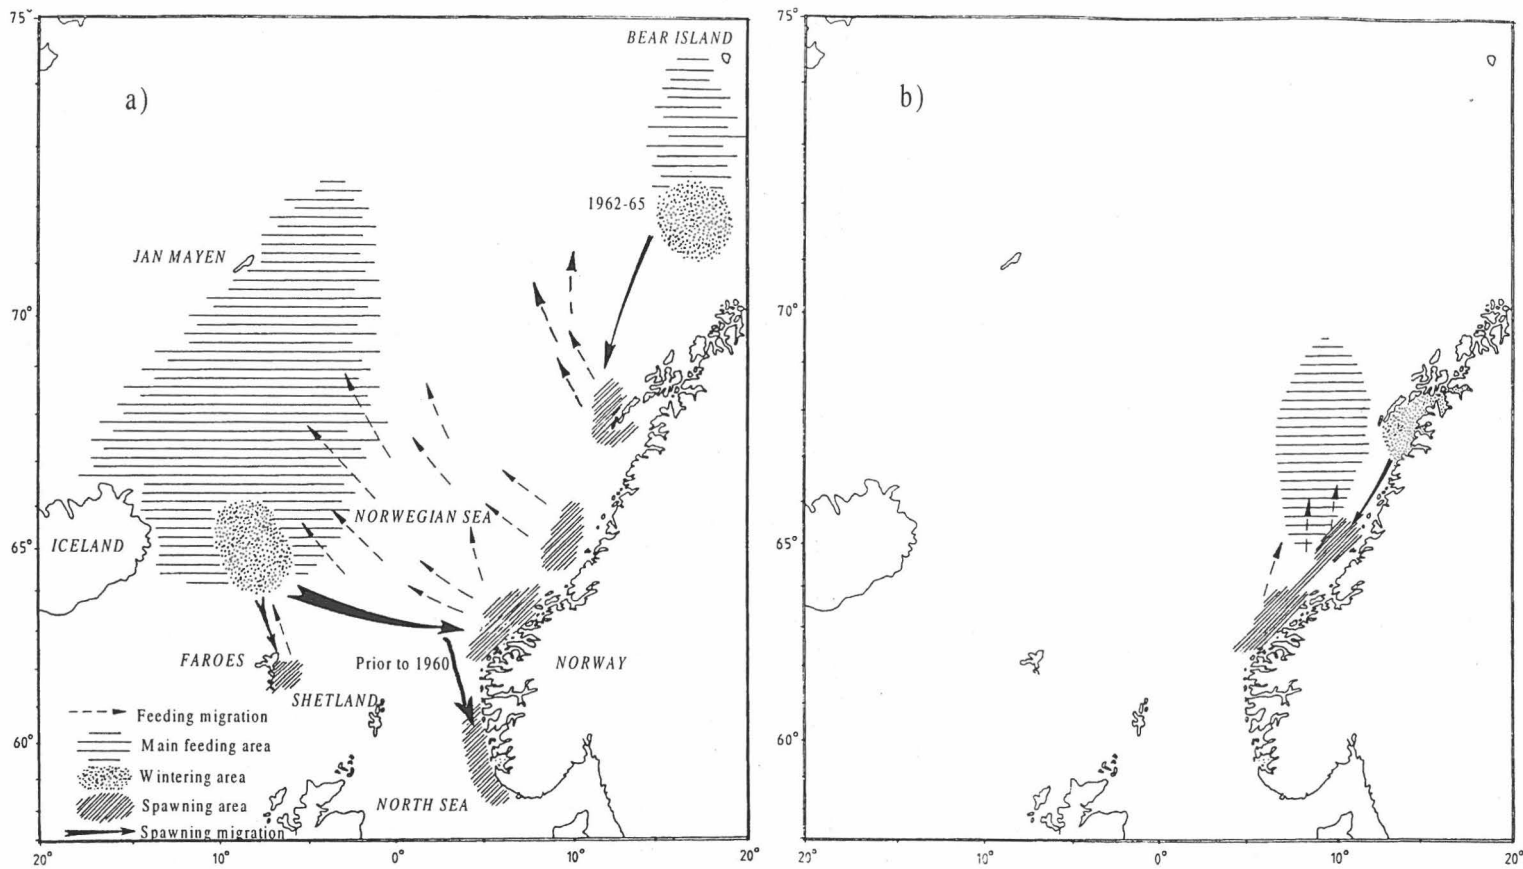 75°
BEAR ISLAND
a)
1962-65
JAN MAYEN
70°
NORWEGIAN SEA
ICELAND
65°
FAROES
Prior to 1960
NORWAY
SHETLAND
Feeding migration
Main feeding area
60°
Wintering area
Spawning area
NORTH SEA
Spawning migration
20°
10°
0°
10°
20°
75°
b)
70°
65°
60°
20°
10°
0°
10°
20°